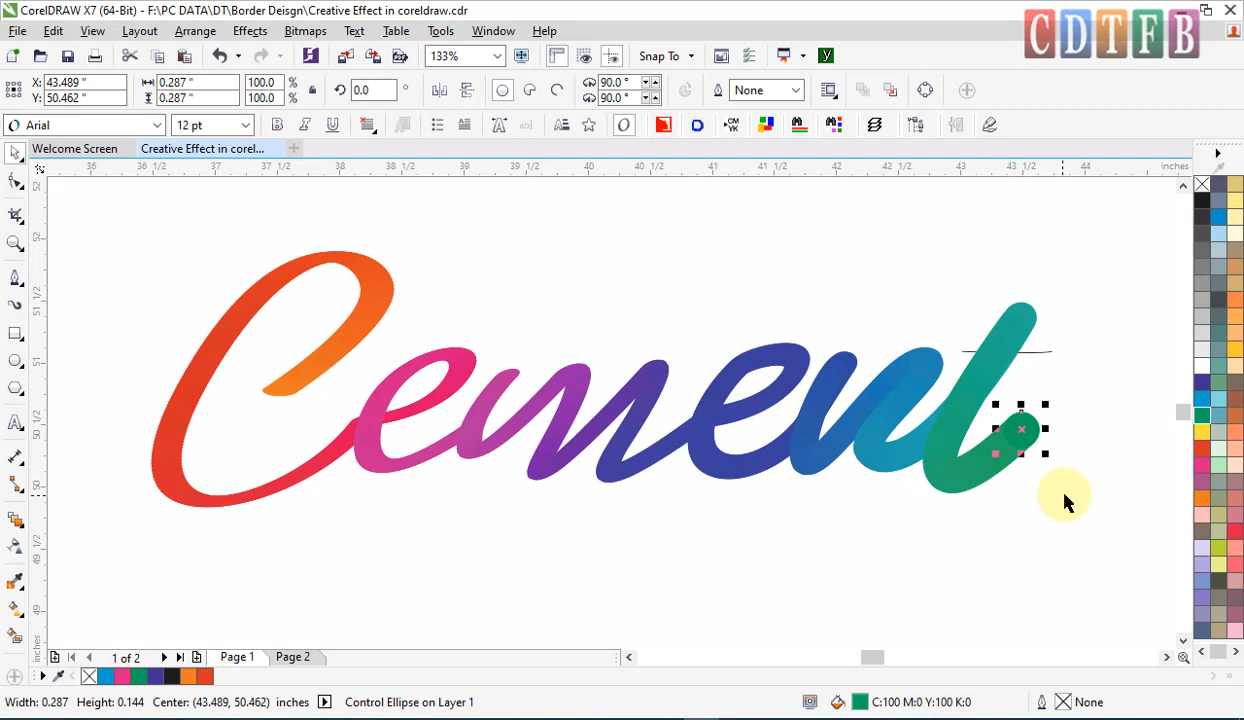 CorelDRAW X7 (64-Bit) - F:\PC DATA\DT\Border Deisgn\Creative Effect in coreldraw.cdr
CDTFB
File Edit View Layout Arrange Effects Bitmaps Text Table Tools Window Help
133% Snap To
X: 43.489 " 0.287 " 100.0 % 0.0 ° 90.0 ° None
Y: 50.462 " 0.287 " 100.0 % 90.0 °
O Arial 12 pt B I U ab| A O CM YK
Welcome Screen Creative Effect in corel...
36 36 1/2 37 37 1/2 38 38 1/2 39 39 1/2 40 40 1/2 41 41 1/2 42 42 1/2 43 43 1/2 44 inches
Cement
1 of 2 Page 1 Page 2
Width: 0.287 Height: 0.144 Center: (43.489, 50.462) inches Control Ellipse on Layer 1 C:100 M:0 Y:100 K:0 None